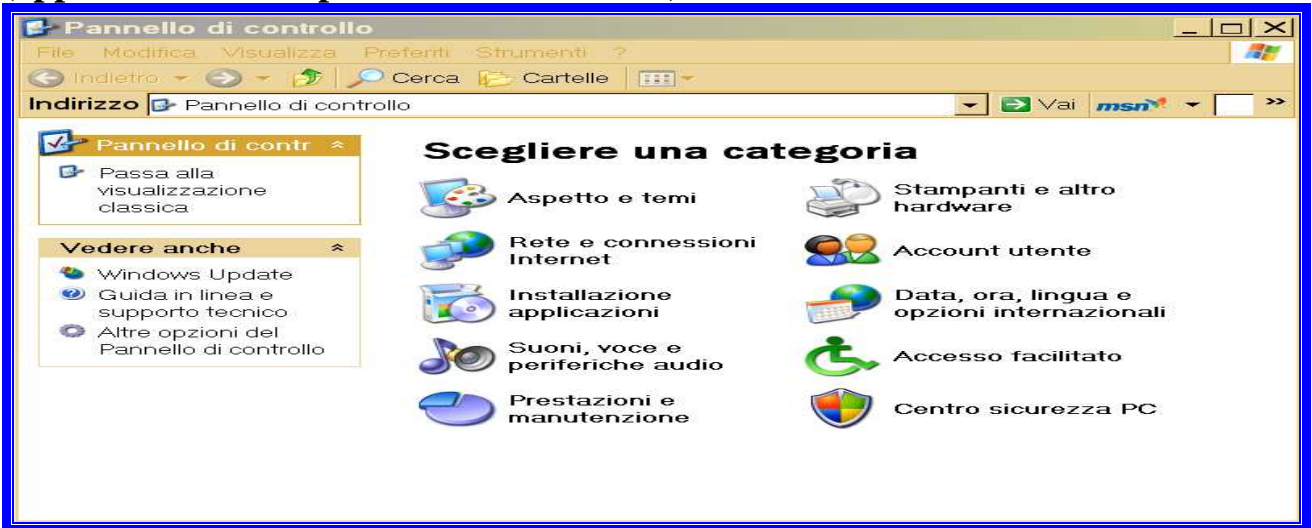 Pannello di controllo
File Modifica Visualizza Preferiti Strumenti ?
Indietro Cerca Cartelle
Indirizzo Pannello di controllo Vai msn »
Pannello di contr
Passa alla
visualizzazione
classica
Vedere anche
Windows Update
Guida in linea e
supporto tecnico
Altre opzioni del
Pannello di controllo
Scegliere una categoria
Aspetto e temi
Stampanti e altro
hardware
Rete e connessioni
Internet
Account utente
Installazione
applicazioni
Data, ora, lingua e
opzioni internazionali
Suoni, voce e
periferiche audio
Accesso facilitato
Prestazioni e
manutenzione
Centro sicurezza PC